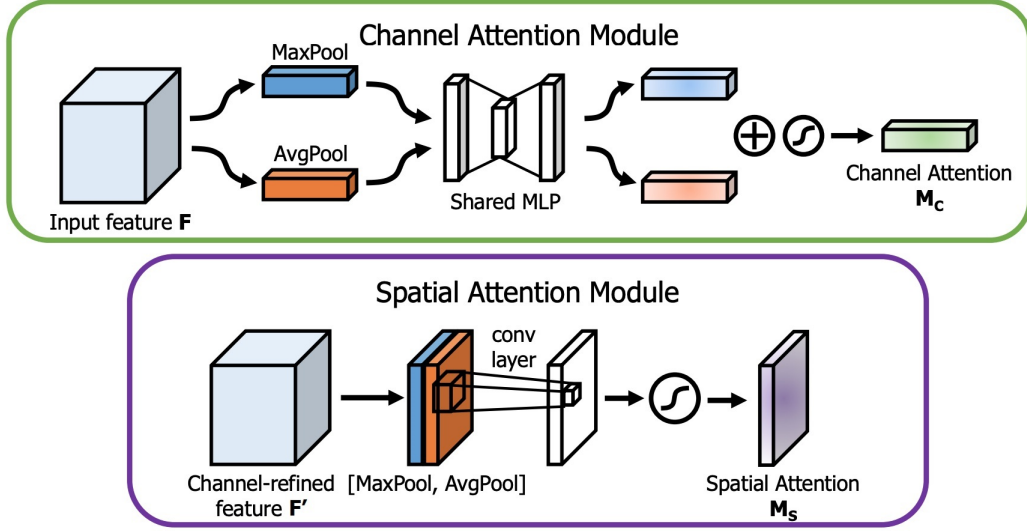 Channel Attention Module
MaxPool
AvgPool
Shared MLP
Input feature F
Channel Attention
Mc
Spatial Attention Module
conv
layer
Channel-refined
feature F'
[MaxPool, AvgPool]
Spatial Attention
Ms